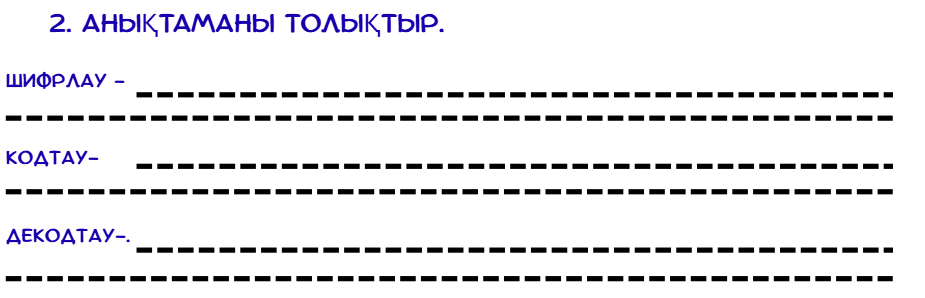 2. АНЫҚТАМАНЫ ТОЛЫҚТЫР.
ШИФРЛАУ –
КОДТАУ–
ДЕКОДТАУ–.